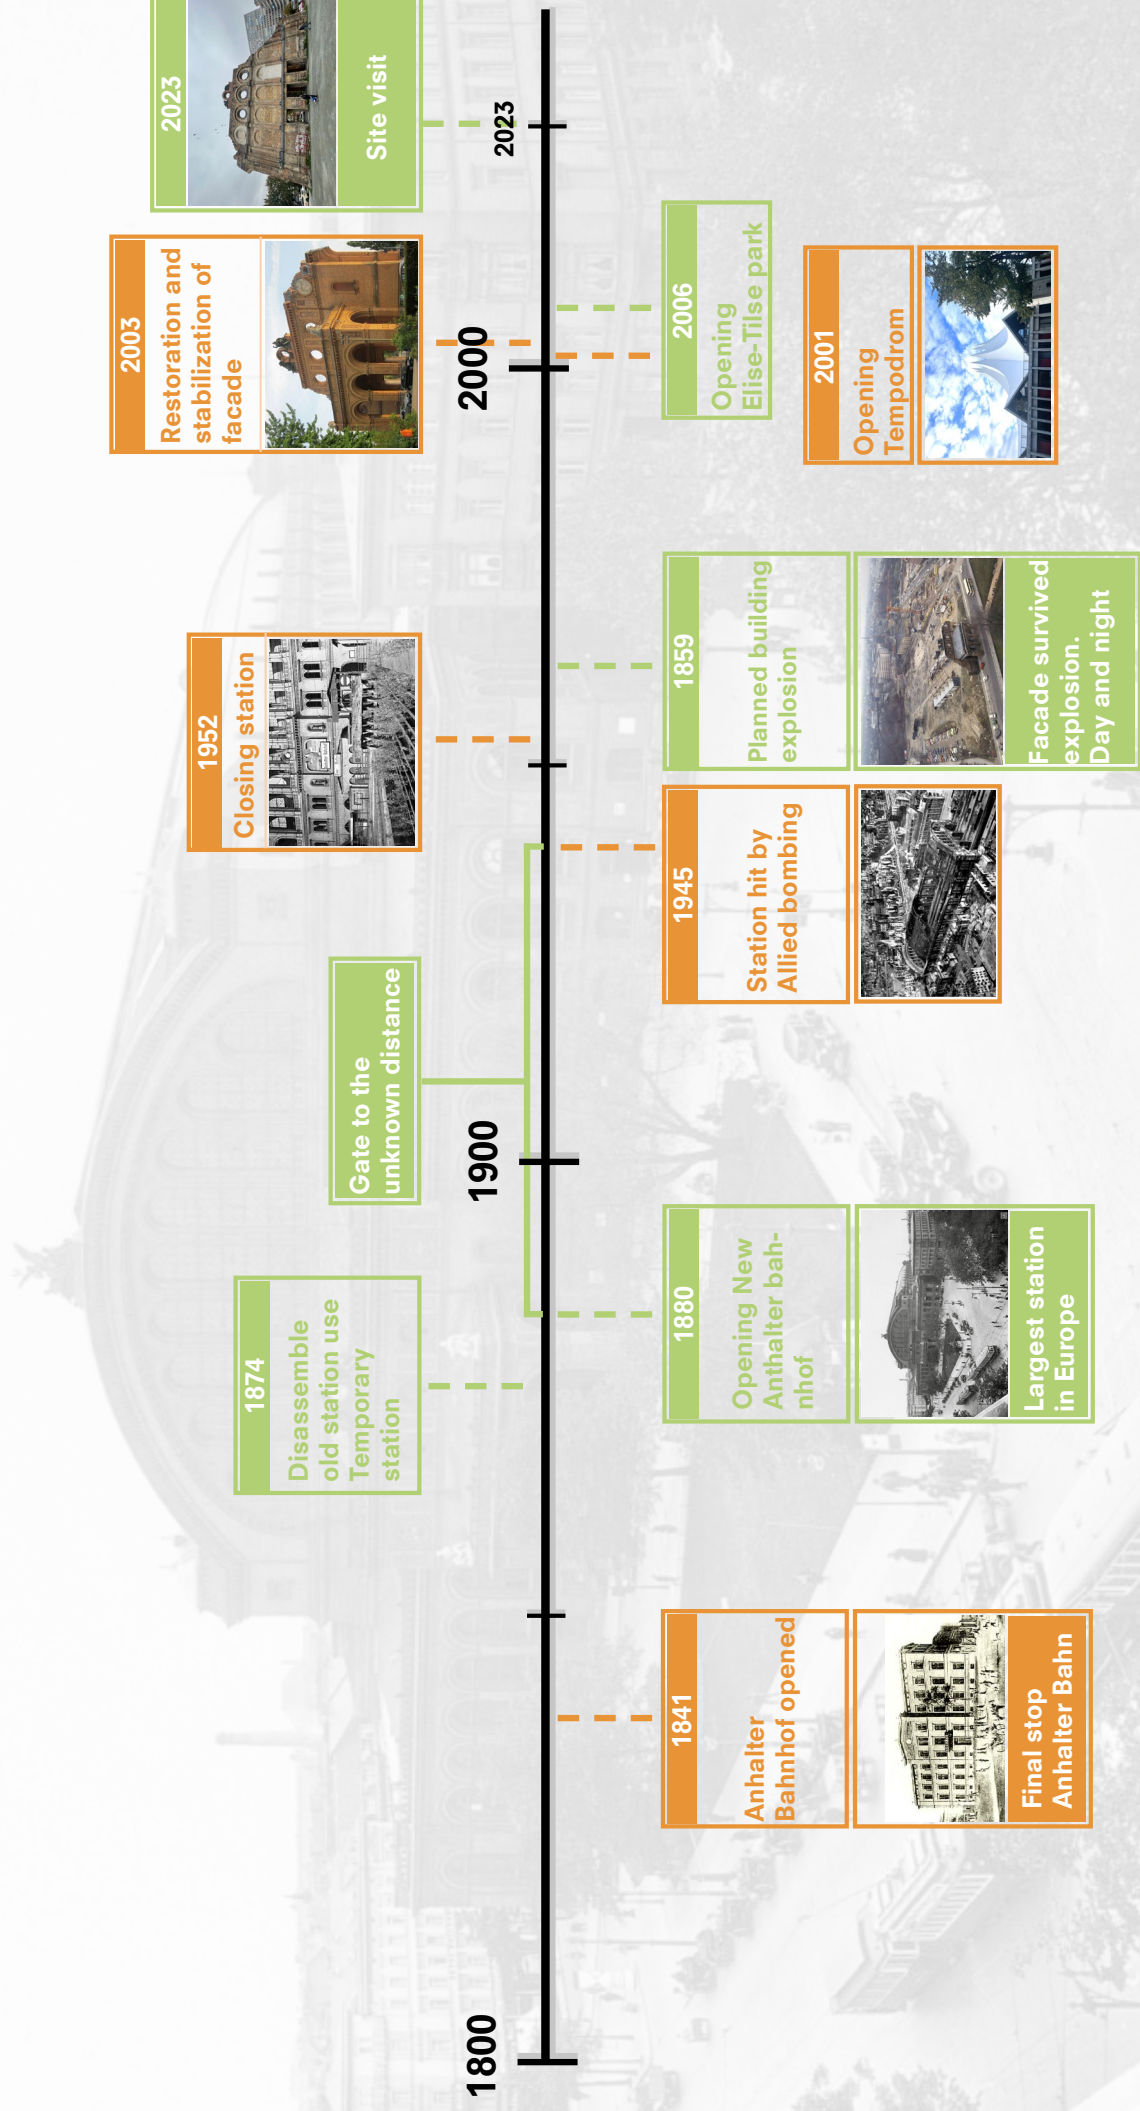 2023
Site visit
2003
Restoration and
stabilization of
facade
1952
Closing station
Gate to the
unknown distance
1874
Disassemble
old station use
Temporary
station
1800
1900
2000
2023
1841
Anhalter
Bahnhof opened
Final stop
Anhalter Bahn
1880
Opening New
Anthalter bah-
nhof
Largest station
in Europe
1945
Station hit by
Allied bombing
1859
Planned building
explosion
Facade survived
explosion.
Day and night
2006
Opening
Elise-Tilse park
2001
Opening
Tempodrom